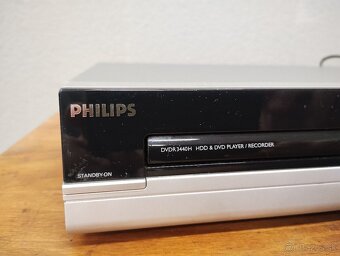 PHILIPS
DVDR3440H HDD & DVD PLAYER / RECORDER
STANDBY-ON